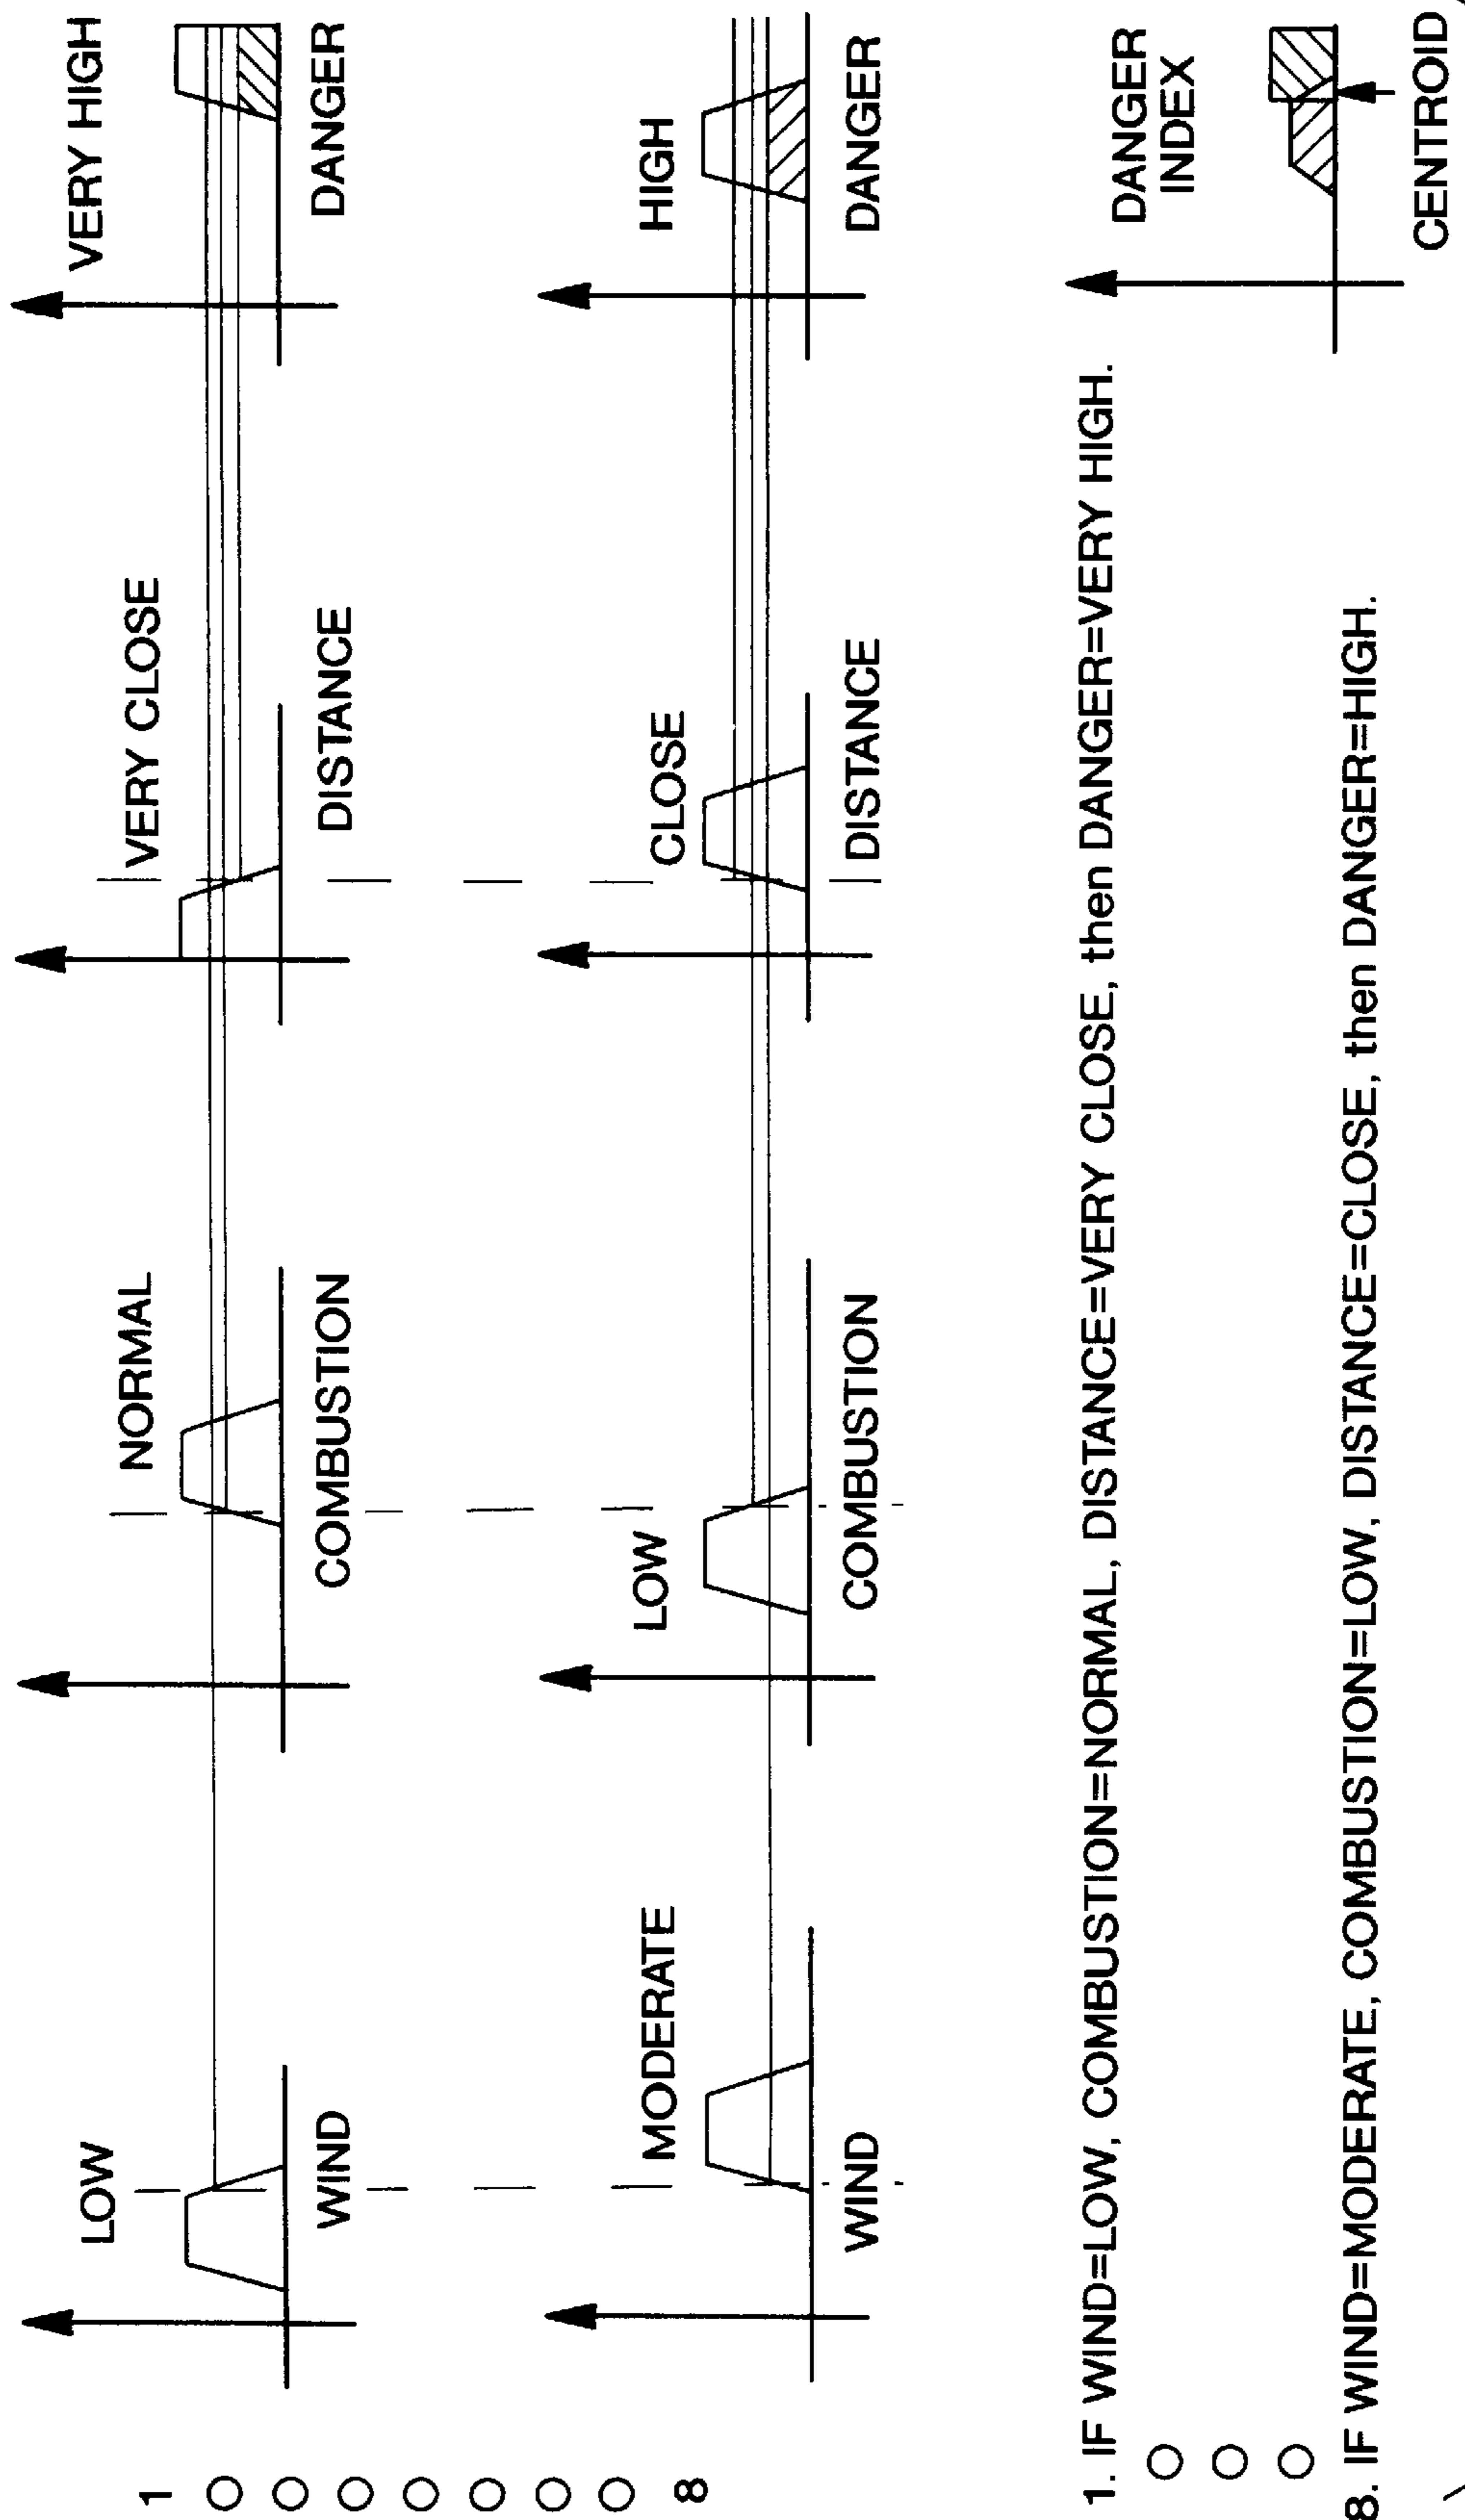 1
LOW
NORMAL
VERY CLOSE
VERY HIGH
WIND
COMBUSTION
DISTANCE
DANGER
8
MODERATE
LOW
CLOSE
HIGH
WIND
COMBUSTION
DISTANCE
DANGER
1. IF WIND=LOW, COMBUSTION=NORMAL, DISTANCE=VERY CLOSE, then DANGER=VERY HIGH.
8. IF WIND=MODERATE, COMBUSTION=LOW, DISTANCE=CLOSE, then DANGER=HIGH.
DANGER
INDEX
CENTROID